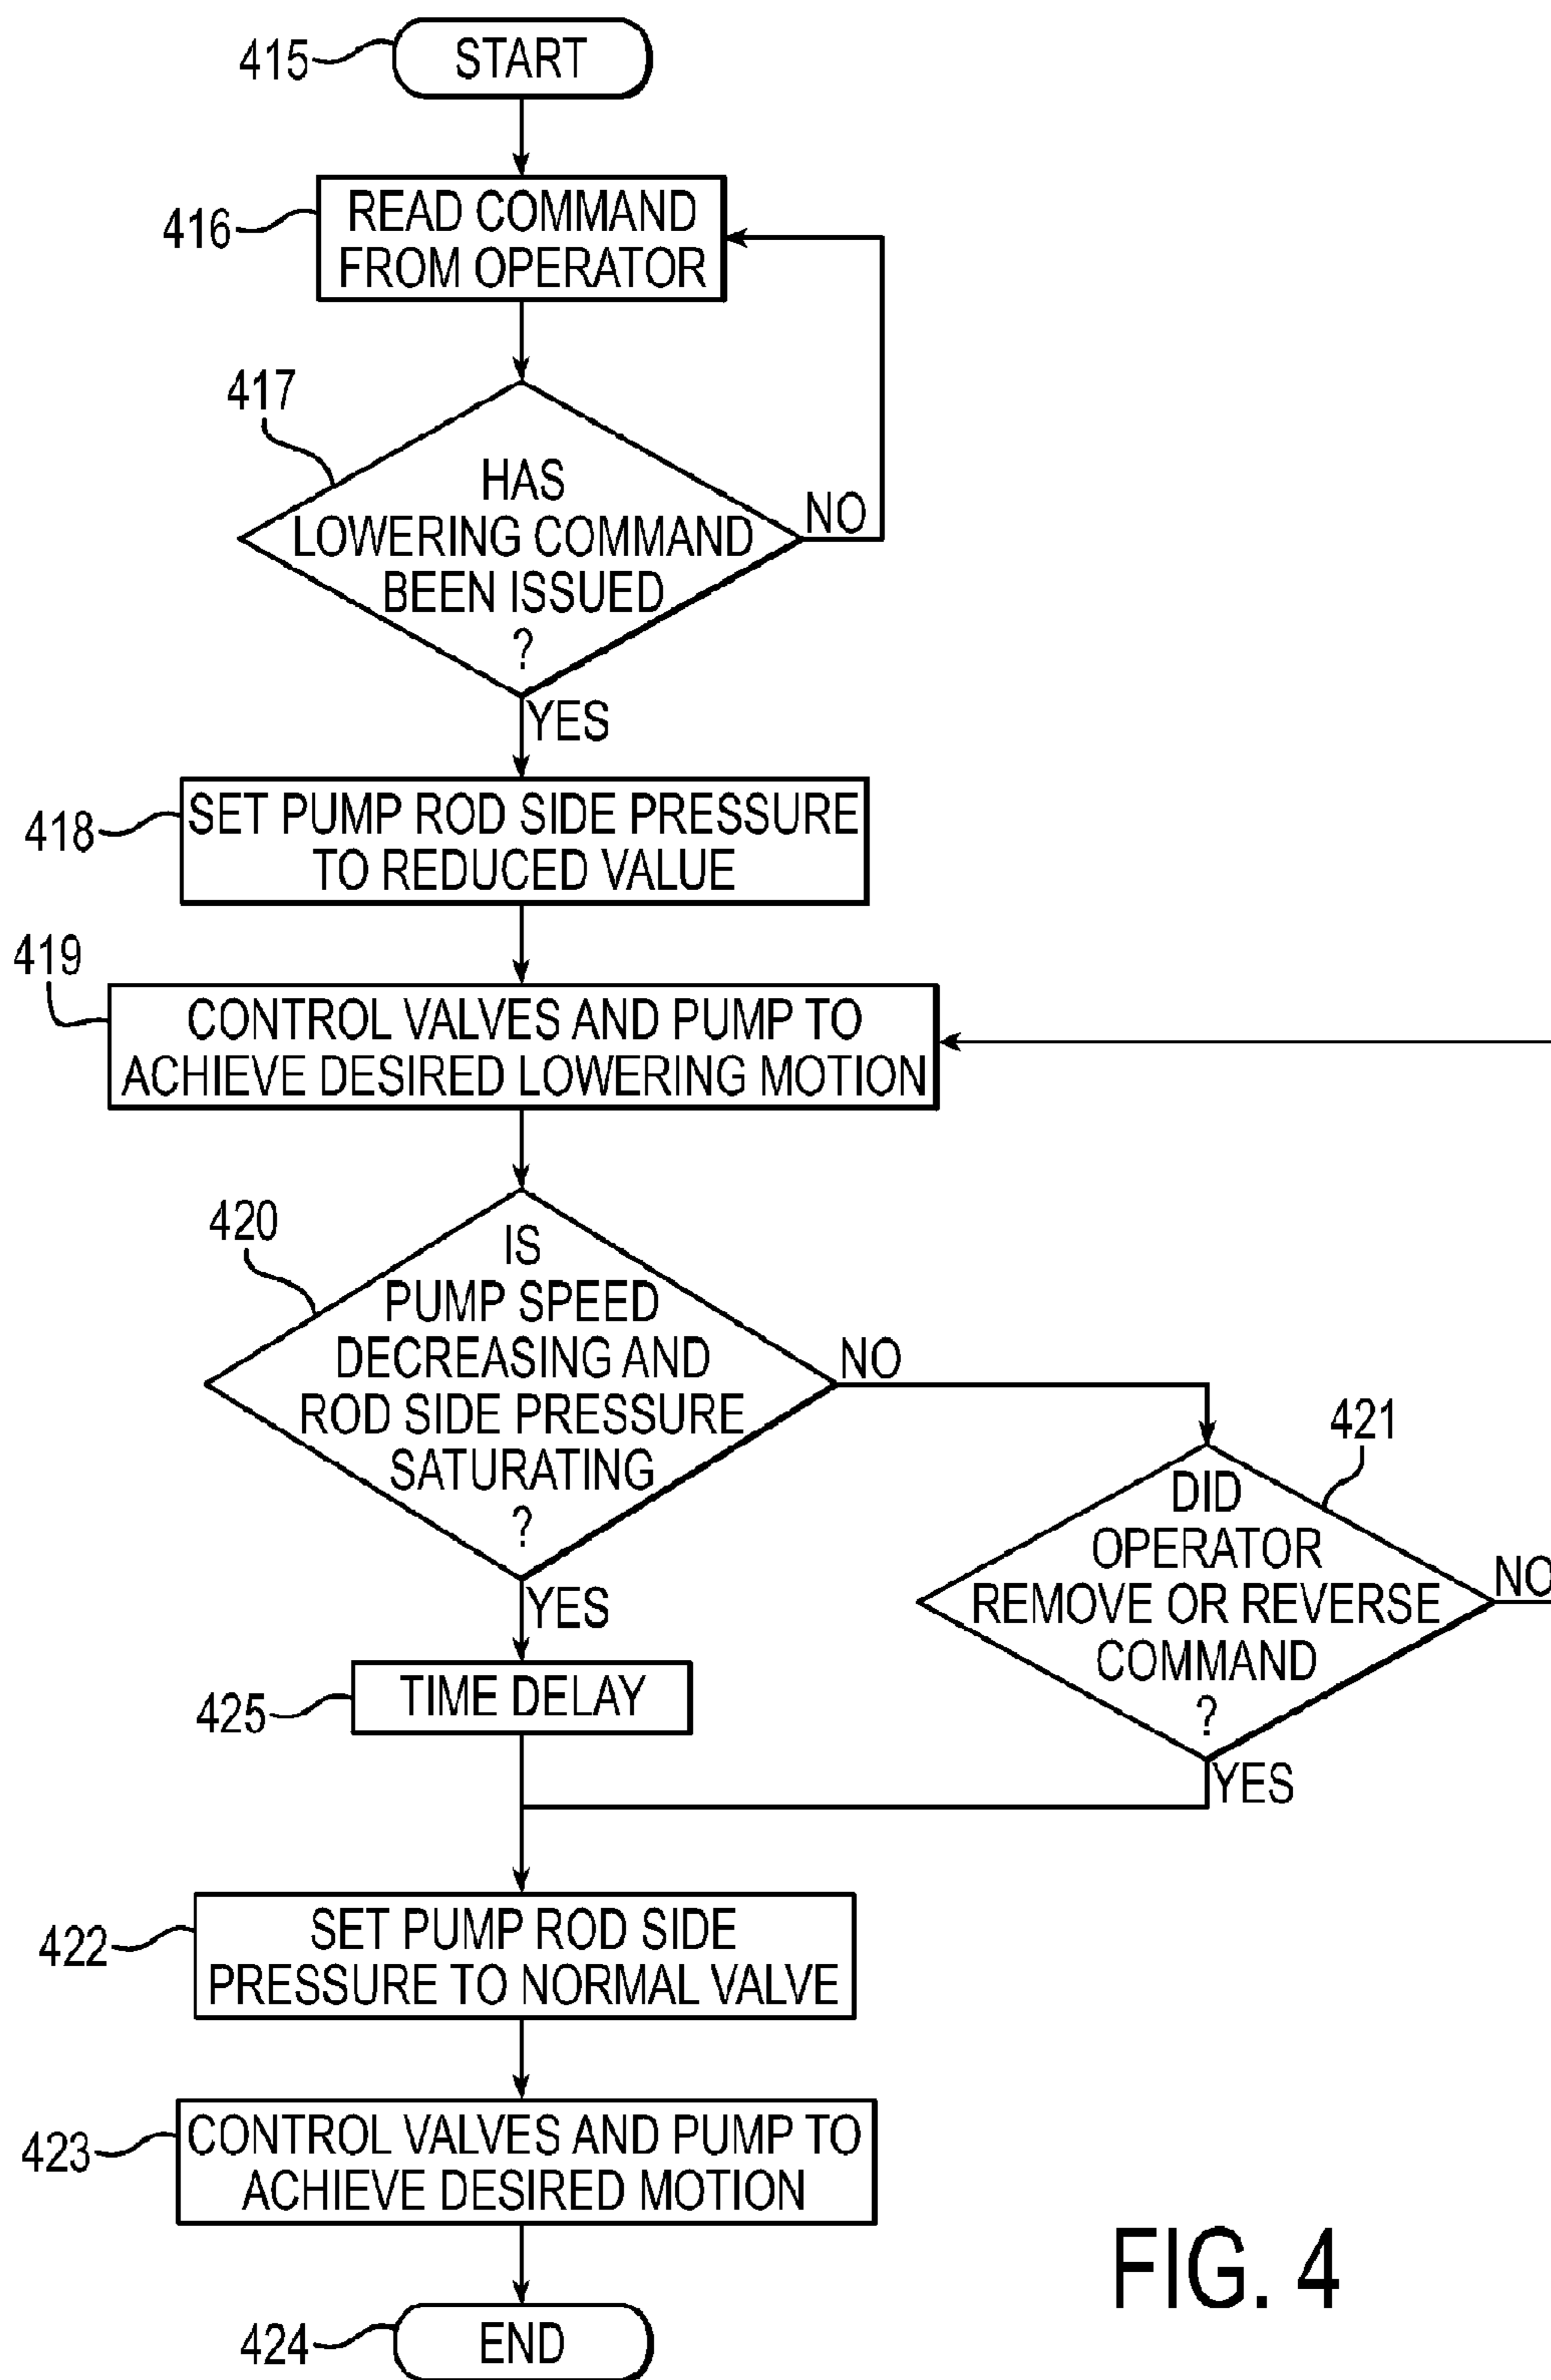 415
START
416
READ COMMAND
FROM OPERATOR
417
HAS
LOWERING COMMAND
BEEN ISSUED
?
NO
YES
418
SET PUMP ROD SIDE PRESSURE
TO REDUCED VALUE
419
CONTROL VALVES AND PUMP TO
ACHIEVE DESIRED LOWERING MOTION
420
IS
PUMP SPEED
DECREASING AND
ROD SIDE PRESSURE
SATURATING
?
NO
YES
421
DID
OPERATOR
REMOVE OR REVERSE
COMMAND
?
NO
YES
425
TIME DELAY
422
SET PUMP ROD SIDE
PRESSURE TO NORMAL VALVE
423
CONTROL VALVES AND PUMP TO
ACHIEVE DESIRED MOTION
424
END
FIG. 4